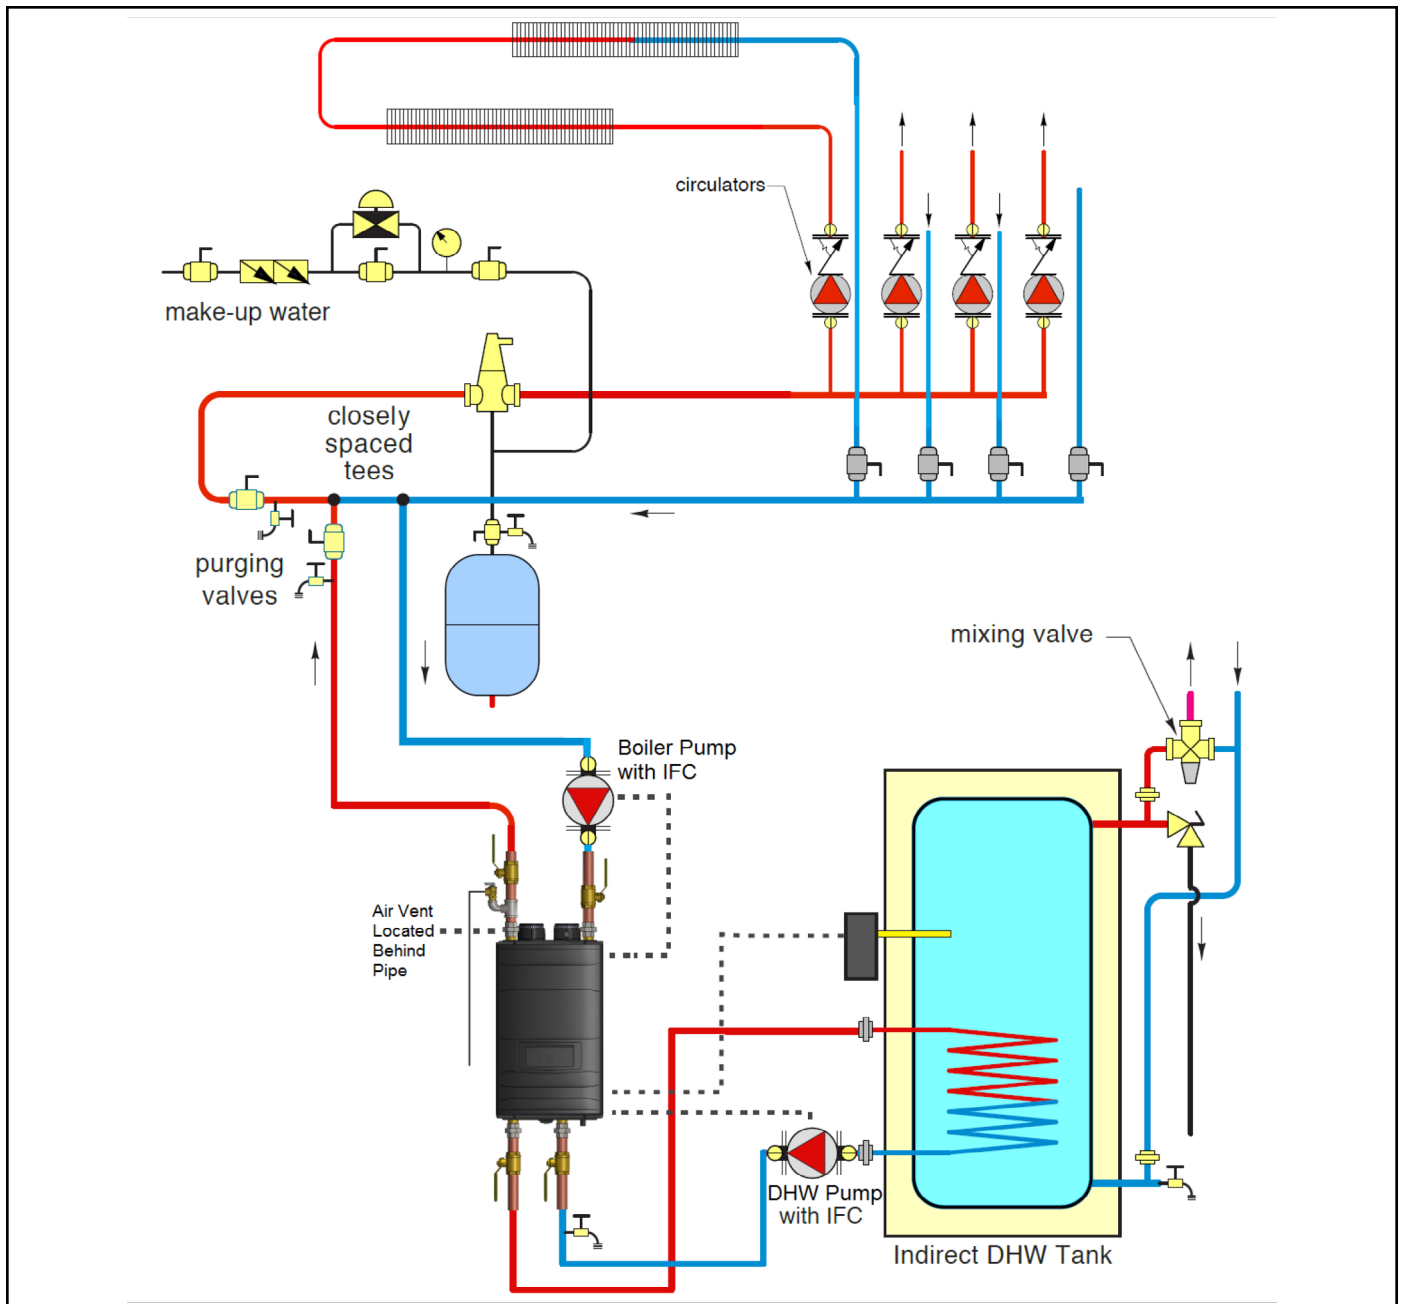 circulators
make-up water
closely
spaced
tees
purging
valves
mixing valve
Boiler Pump
with IFC
Air Vent
Located
Behind
Pipe
DHW Pump
with IFC
Indirect DHW Tank